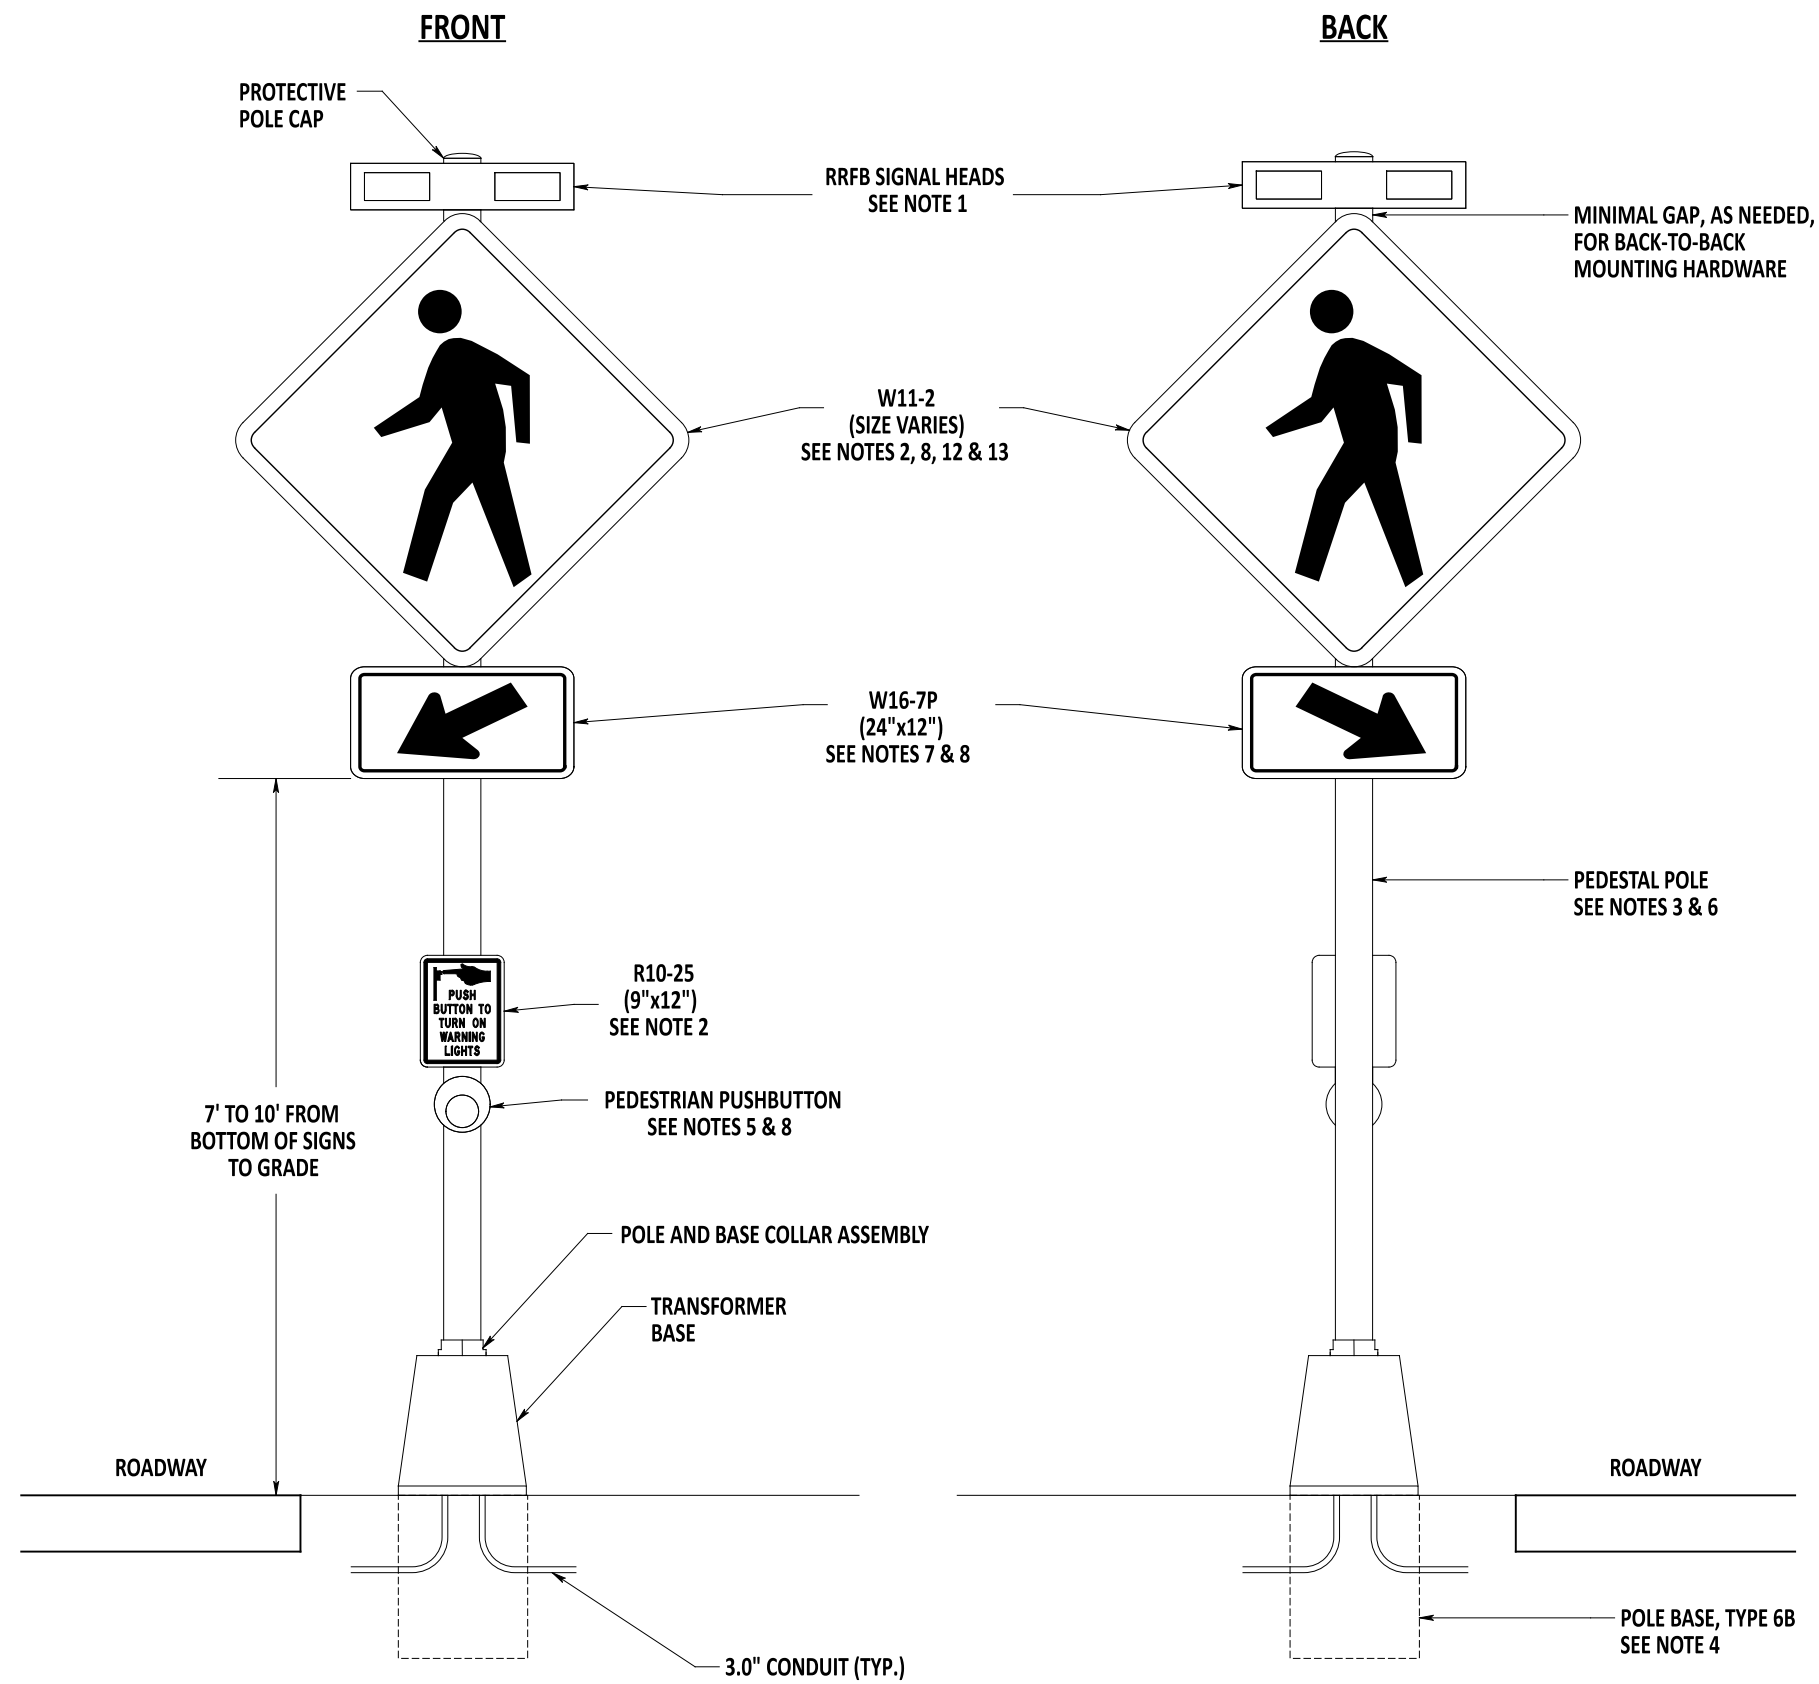 FRONT
BACK
PROTECTIVE
POLE CAP
RRFB SIGNAL HEADS
SEE NOTE 1
MINIMAL GAP, AS NEEDED,
FOR BACK-TO-BACK
MOUNTING HARDWARE
W11-2
(SIZE VARIES)
SEE NOTES 2, 8, 12 & 13
W16-7P
(24"x12")
SEE NOTES 7 & 8
PEDESTAL POLE
SEE NOTES 3 & 6
R10-25
(9"x12")
SEE NOTE 2
PUSH
BUTTON TO
TURN ON
WARNING
LIGHTS
PEDESTRIAN PUSHBUTTON
SEE NOTES 5 & 8
7' TO 10' FROM
BOTTOM OF SIGNS
TO GRADE
POLE AND BASE COLLAR ASSEMBLY
TRANSFORMER
BASE
ROADWAY
ROADWAY
POLE BASE, TYPE 6B
SEE NOTE 4
3.0" CONDUIT (TYP.)